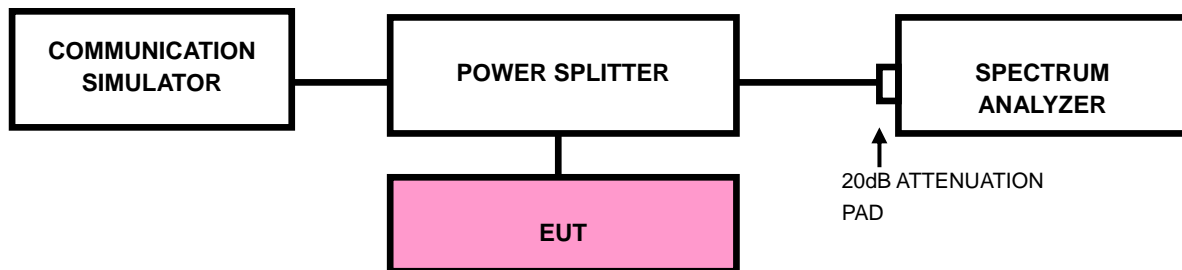 COMMUNICATION
SIMULATOR
POWER SPLITTER
SPECTRUM
ANALYZER
20dB ATTENUATION
PAD
EUT